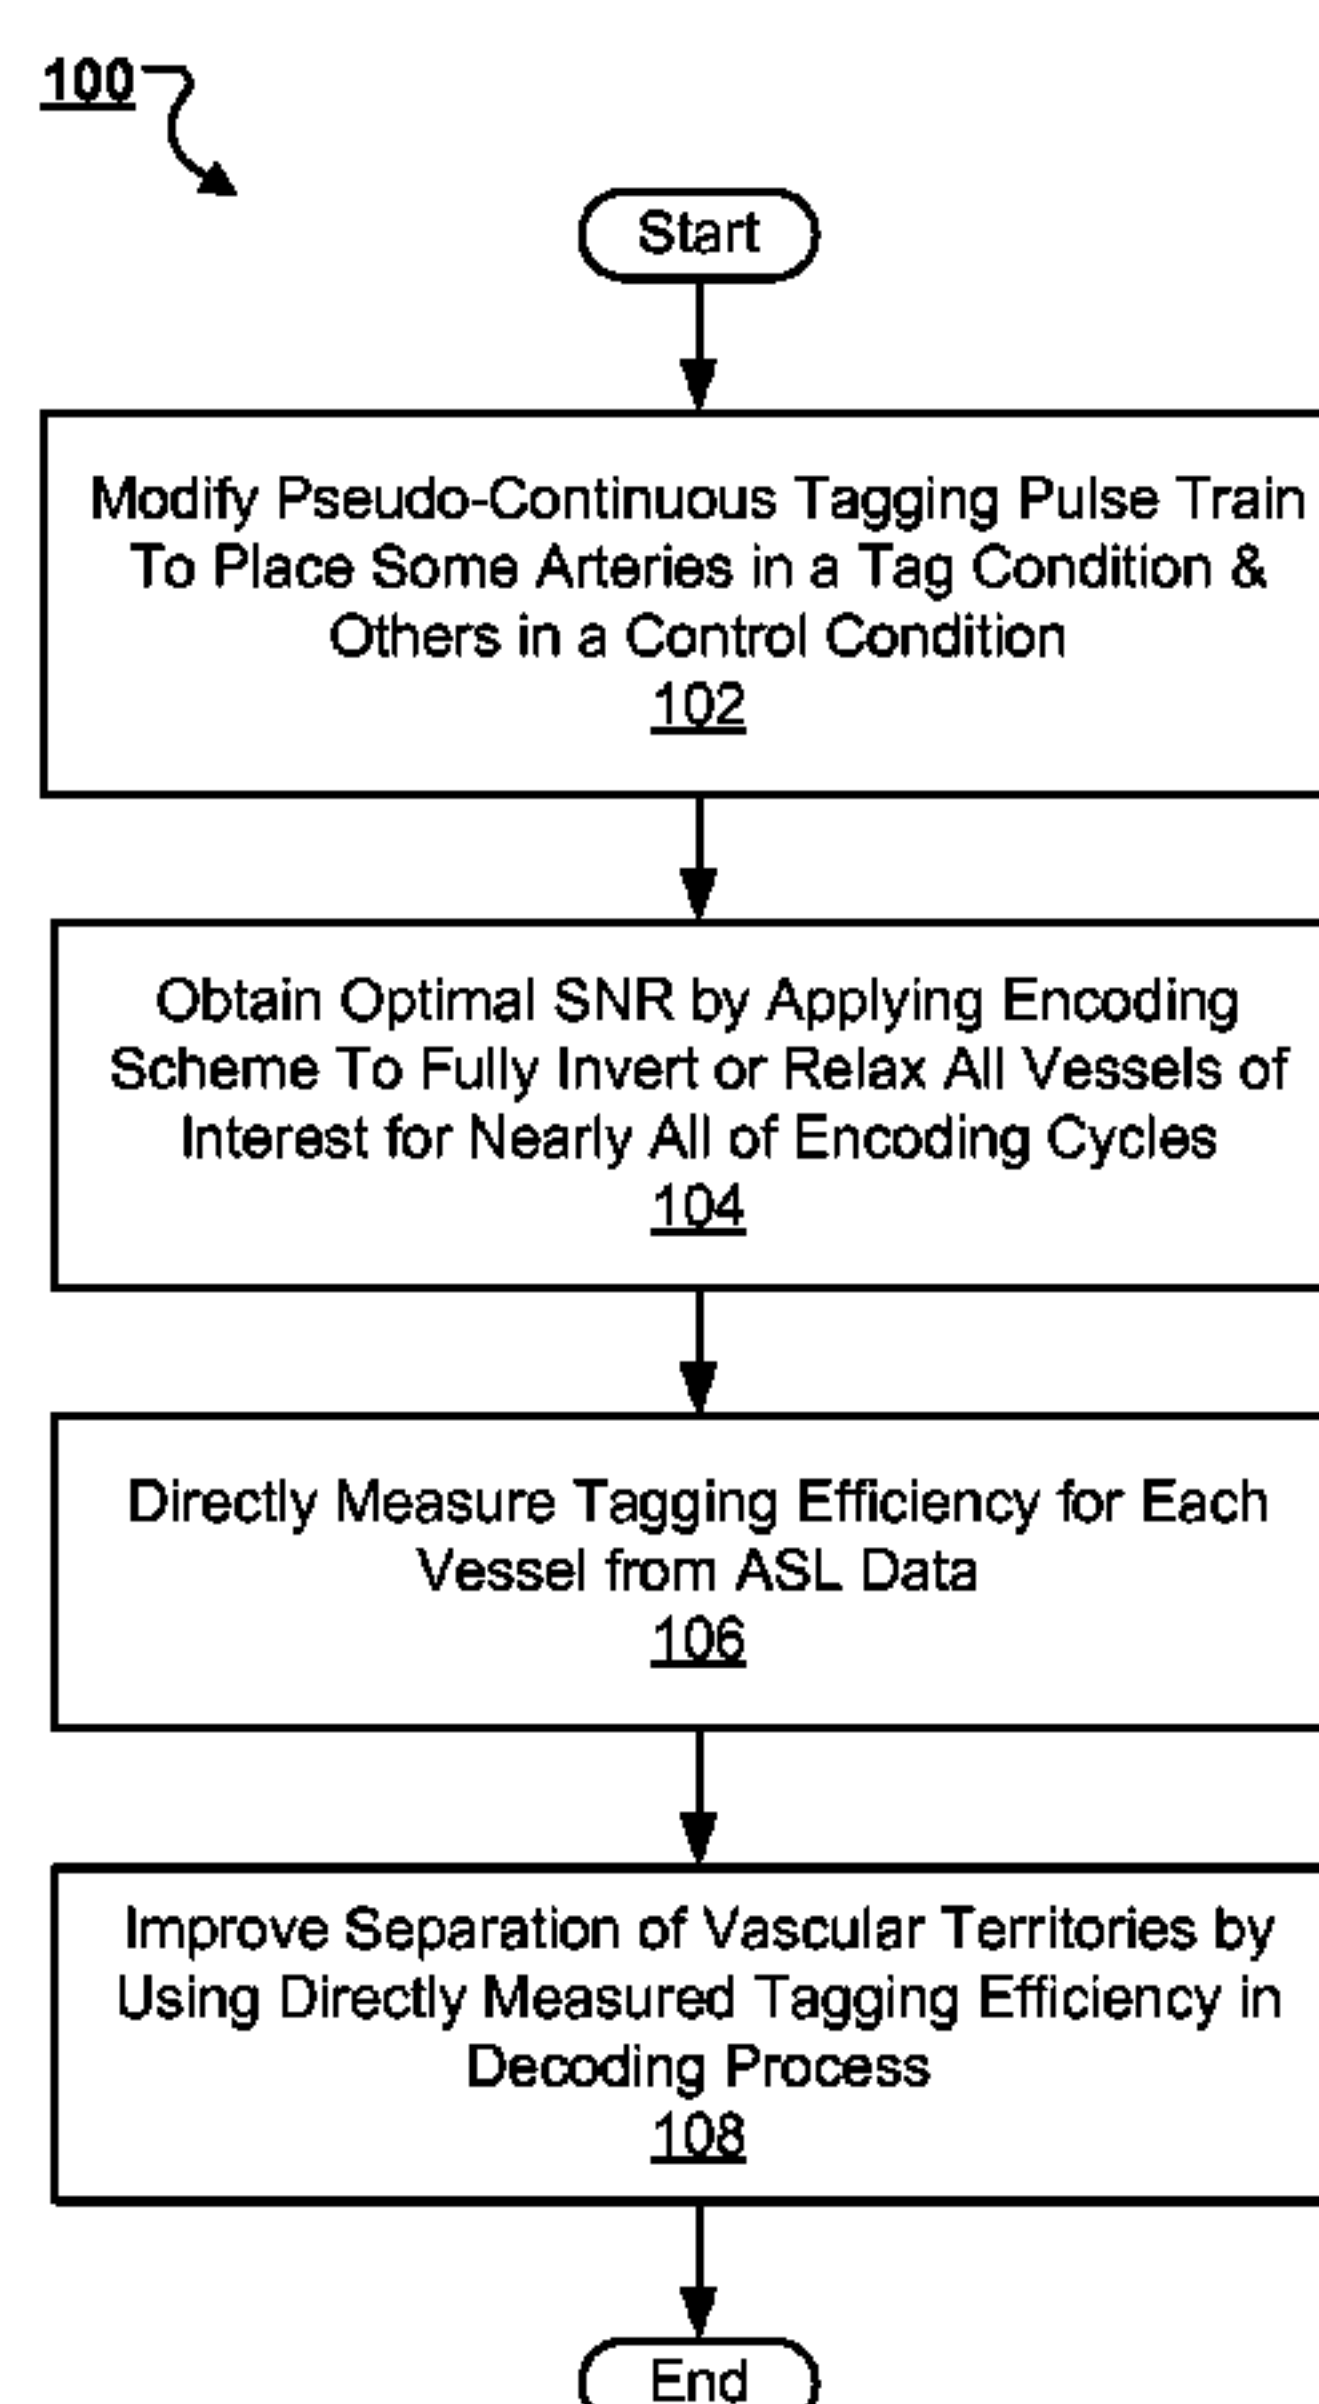 100
Start
Modify Pseudo-Continuous Tagging Pulse Train
To Place Some Arteries in a Tag Condition &
Others in a Control Condition
102
Obtain Optimal SNR by Applying Encoding
Scheme To Fully Invert or Relax All Vessels of
Interest for Nearly All of Encoding Cycles
104
Directly Measure Tagging Efficiency for Each
Vessel from ASL Data
106
Improve Separation of Vascular Territories by
Using Directly Measured Tagging Efficiency in
Decoding Process
108
End